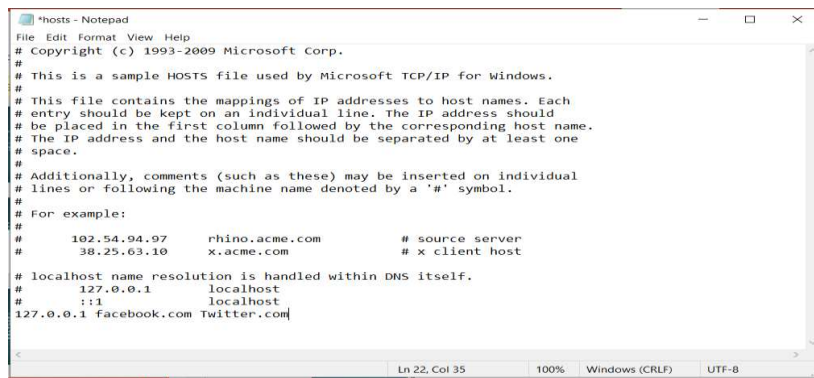 *hosts - Notepad
File Edit Format View Help
# Copyright (c) 1993-2009 Microsoft Corp.
#
# This is a sample HOSTS file used by Microsoft TCP/IP for Windows.
#
# This file contains the mappings of IP addresses to host names. Each
# entry should be kept on an individual line. The IP address should
# be placed in the first column followed by the corresponding host name.
# The IP address and the host name should be separated by at least one
# space.
#
# Additionally, comments (such as these) may be inserted on individual
# lines or following the machine name denoted by a '#' symbol.
#
# For example:
#
#      102.54.94.97     rhino.acme.com          # source server
#       38.25.63.10     x.acme.com              # x client host

# localhost name resolution is handled within DNS itself.
#       127.0.0.1       localhost
#       ::1             localhost
127.0.0.1 facebook.com Twitter.com
Ln 22, Col 35 100% Windows (CRLF) UTF-8